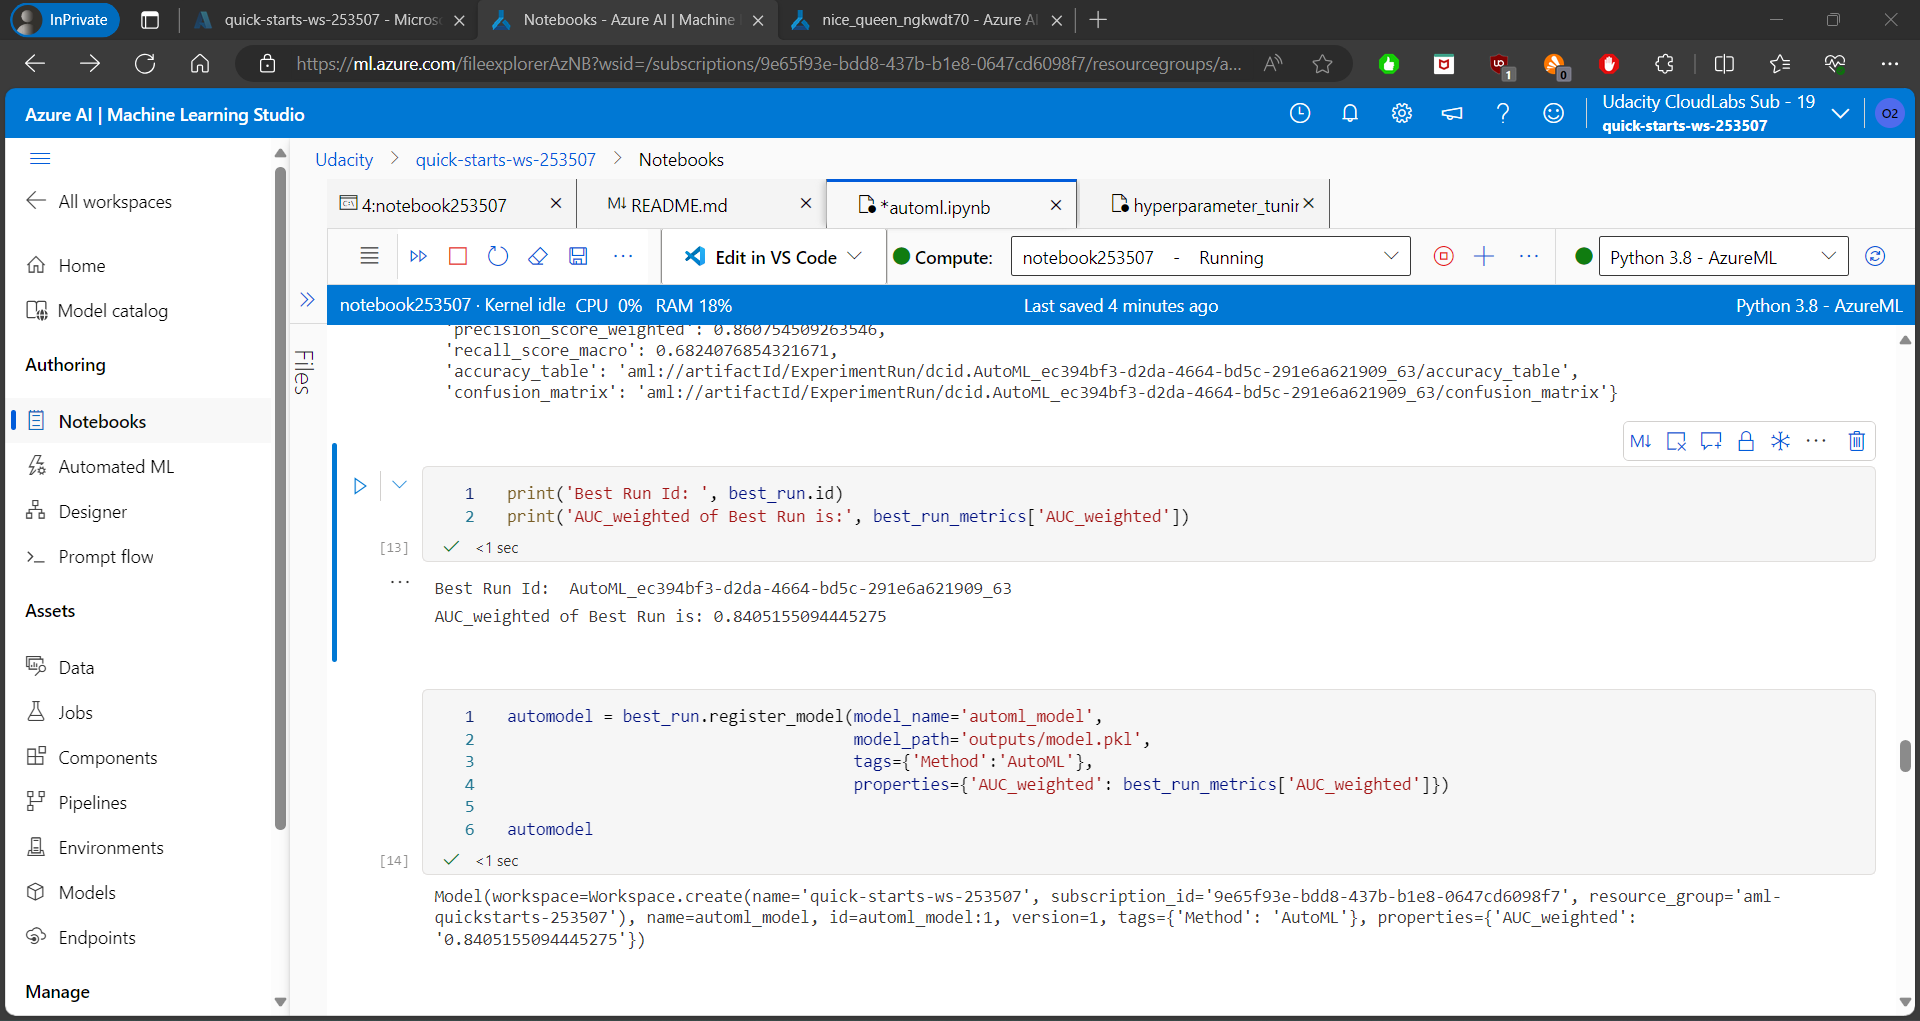 InPrivate
quick-starts-ws-253507 - Micros
Notebooks - Azure AI | Machine
nice_queen_ngkwdt70 - Azure AI
https://ml.azure.com/fileexplorerAzNB?wsid=/subscriptions/9e65f93e-bdd8-437b-b1e8-0647cd6098f7/resourcegroups/a...
1
0
Azure AI | Machine Learning Studio
Udacity CloudLabs Sub - 19
quick-starts-ws-253507
O2
Udacity > quick-starts-ws-253507 > Notebooks
All workspaces
Home
Model catalog
Authoring
Notebooks
Automated ML
Designer
Prompt flow
Assets
Data
Jobs
Components
Pipelines
Environments
Models
Endpoints
Manage
4:notebook253507
M↓ README.md
*automl.ipynb
hyperparameter_tunir
Edit in VS Code
Compute:
notebook253507 - Running
Python 3.8 - AzureML
notebook253507 · Kernel idle CPU 0% RAM 18%
Last saved 4 minutes ago
Python 3.8 - AzureML
Files
'precision_score_weighted': 0.860754509263546,
'recall_score_macro': 0.6824076854321671,
'accuracy_table': 'aml://artifactId/ExperimentRun/dcid.AutoML_ec394bf3-d2da-4664-bd5c-291e6a621909_63/accuracy_table',
'confusion_matrix': 'aml://artifactId/ExperimentRun/dcid.AutoML_ec394bf3-d2da-4664-bd5c-291e6a621909_63/confusion_matrix'}
M↓
1 print('Best Run Id: ', best_run.id)
2 print('AUC_weighted of Best Run is:', best_run_metrics['AUC_weighted'])
[13] <1 sec
Best Run Id:  AutoML_ec394bf3-d2da-4664-bd5c-291e6a621909_63
AUC_weighted of Best Run is: 0.8405155094445275
1 automodel = best_run.register_model(model_name='automl_model',
2 model_path='outputs/model.pkl',
3 tags={'Method':'AutoML'},
4 properties={'AUC_weighted': best_run_metrics['AUC_weighted']})
5
6 automodel
[14] <1 sec
Model(workspace=Workspace.create(name='quick-starts-ws-253507', subscription_id='9e65f93e-bdd8-437b-b1e8-0647cd6098f7', resource_group='aml-
quickstarts-253507'), name=automl_model, id=automl_model:1, version=1, tags={'Method': 'AutoML'}, properties={'AUC_weighted':
'0.8405155094445275'})